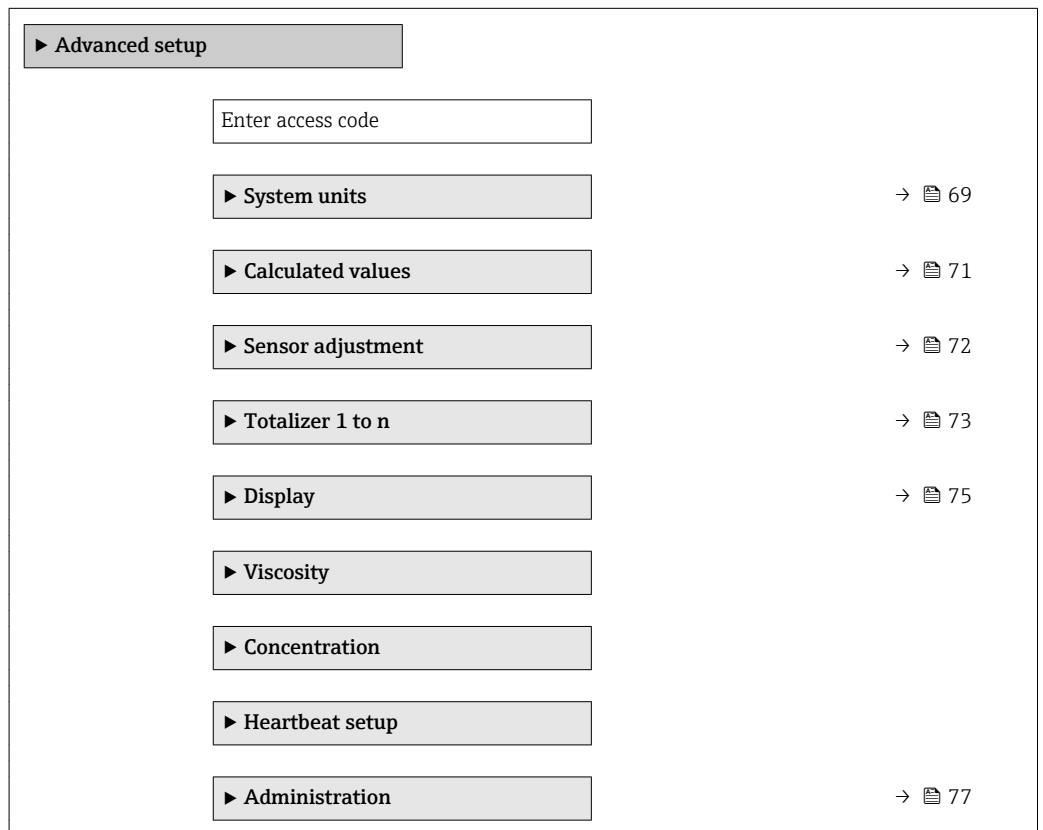 ► Advanced setup
Enter access code
► System units → 69
► Calculated values → 71
► Sensor adjustment → 72
► Totalizer 1 to n → 73
► Display → 75
► Viscosity
► Concentration
► Heartbeat setup
► Administration → 77